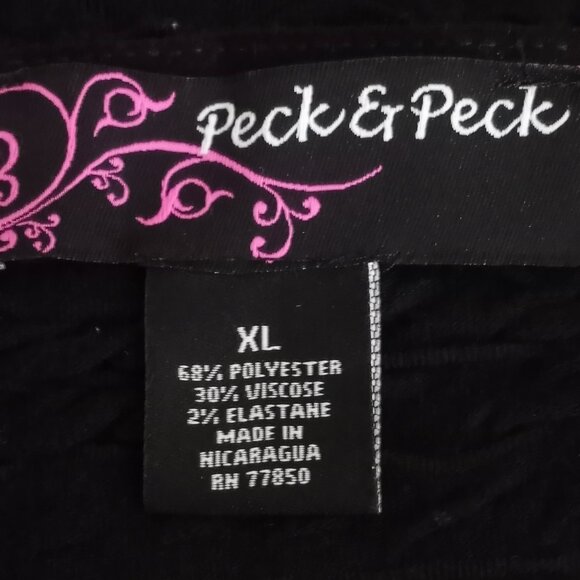 Peck & Peck
XL
68% POLYESTER
30% VISCOSE
2% ELASTANE
MADE IN
NICARAGUA
RN 77850